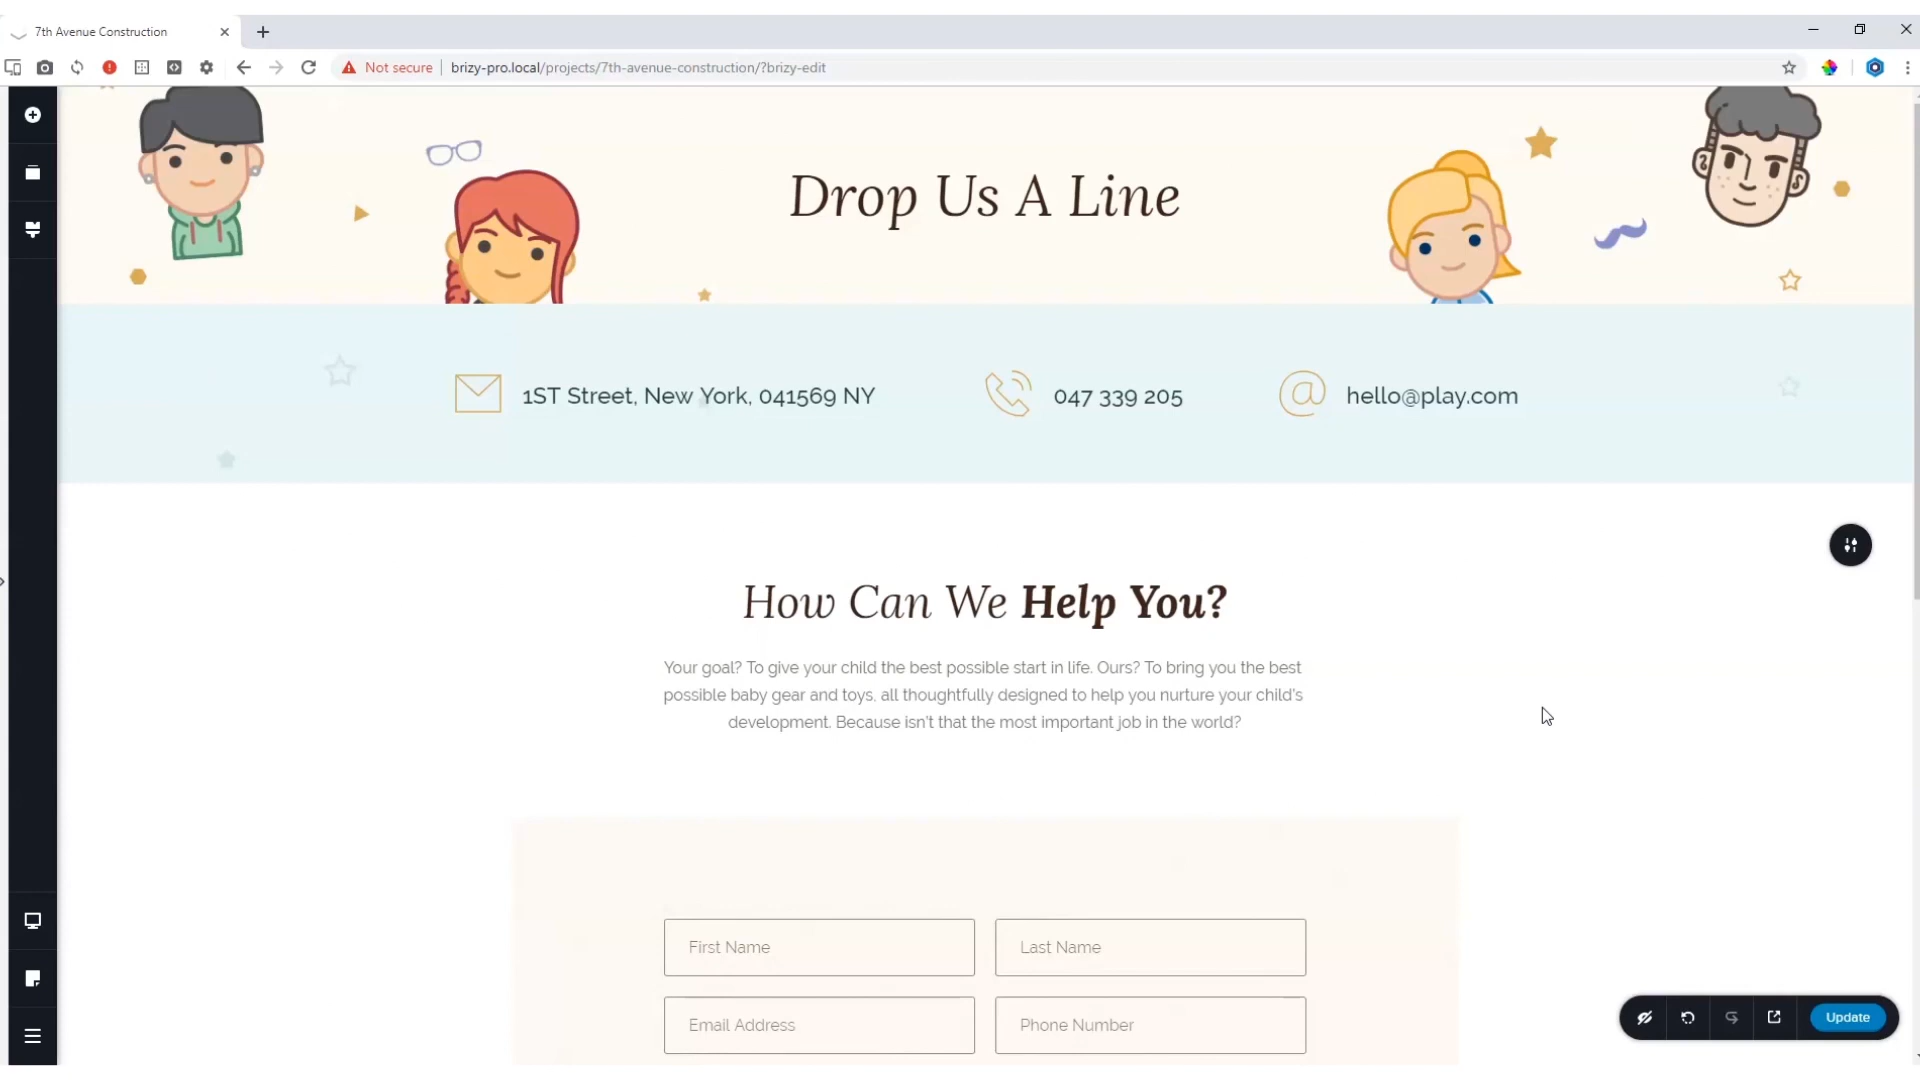 7th Avenue Construction
Not secure brizy-pro.local/projects/7th-avenue-construction/?brizy-edit
Drop Us A Line
1ST Street, New York, 041569 NY
047 339 205
hello@play.com
How Can We Help You?
Your goal? To give your child the best possible start in life. Ours? To bring you the best
possible baby gear and toys, all thoughtfully designed to help you nurture your child's
development. Because isn't that the most important job in the world?
First Name
Last Name
Email Address
Phone Number
Update